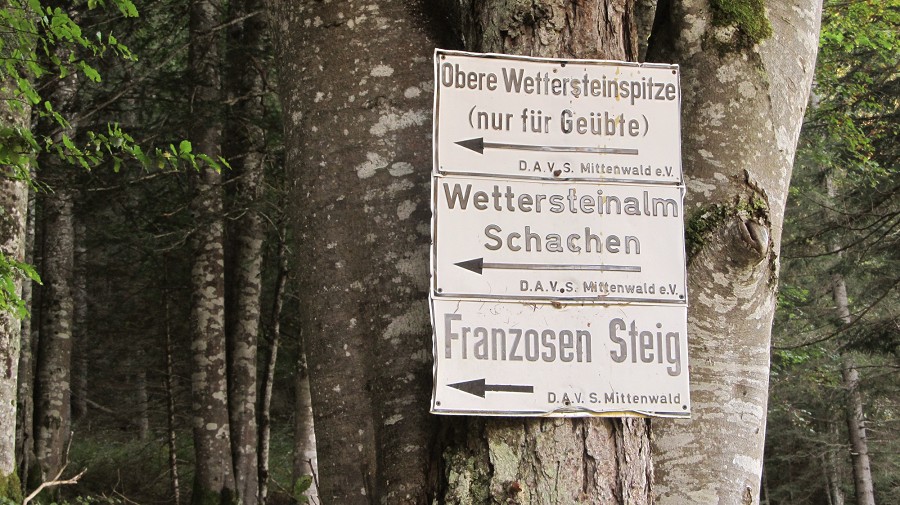 Obere Wettersteinspitze
(nur für Geübte)
D.A.V. S. Mittenwald e.V.
Wettersteinalm
Schachen
D.A.V. S. Mittenwald e.V.
Franzosen Steig
D.A.V. S. Mittenwald